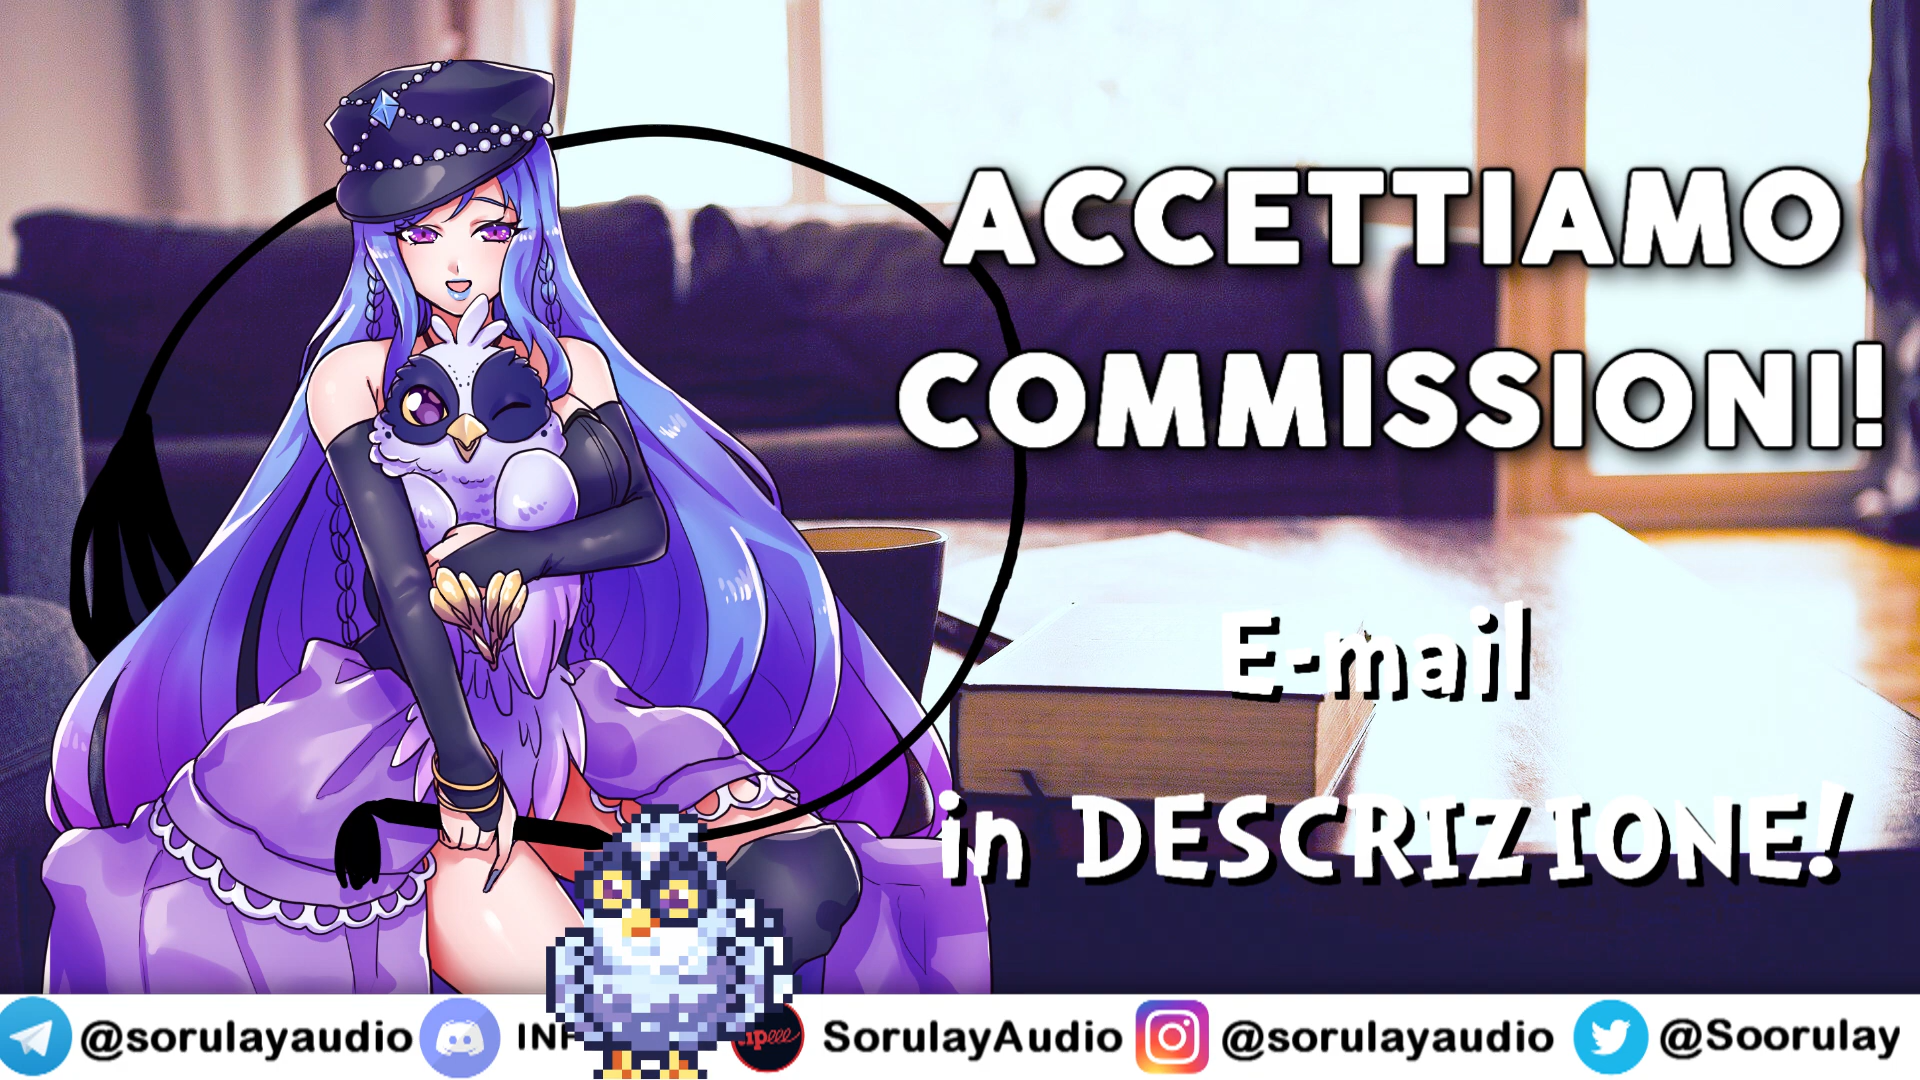 ACCETTIAMO
COMMISSIONI!
E-mail
in DESCRIZIONE!
@sorulayaudio
SorulayAudio
@sorulayaudio
@Soorulay